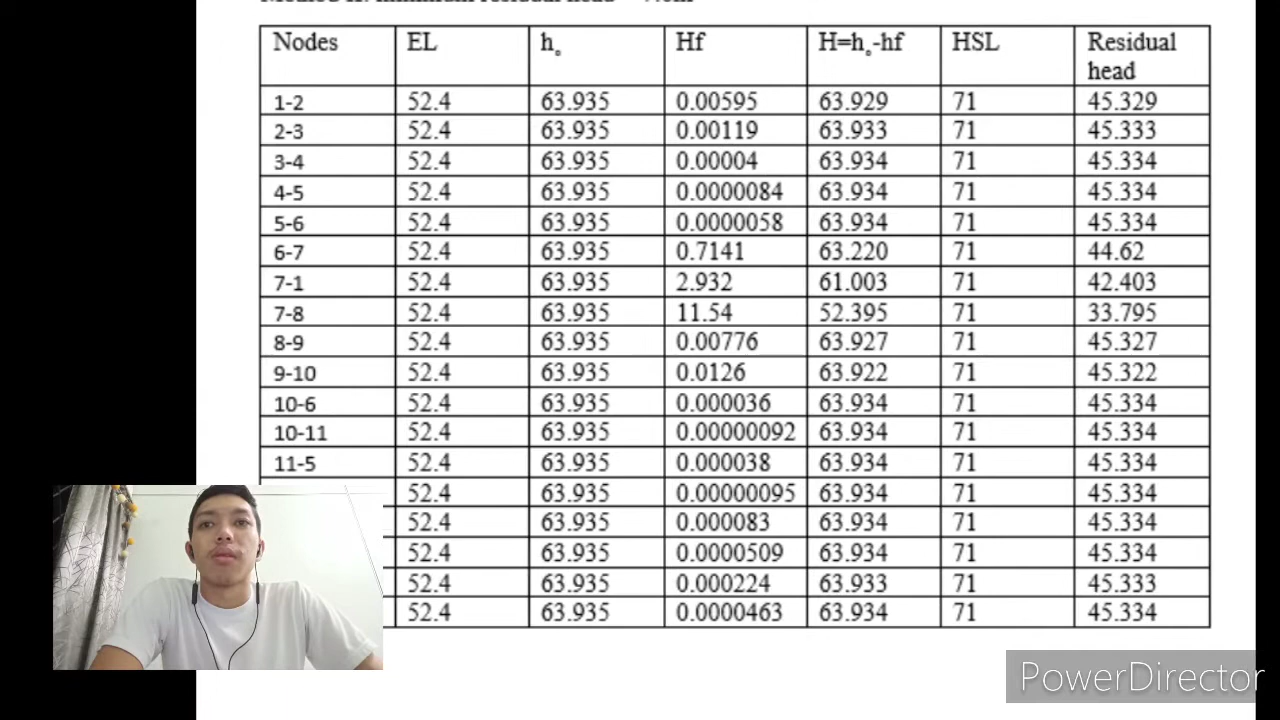 Nodes EL h₀ Hf H=h₀-hf HSL Residual head
1-2 52.4 63.935 0.00595 63.929 71 45.329
2-3 52.4 63.935 0.00119 63.933 71 45.333
3-4 52.4 63.935 0.00004 63.934 71 45.334
4-5 52.4 63.935 0.0000084 63.934 71 45.334
5-6 52.4 63.935 0.0000058 63.934 71 45.334
6-7 52.4 63.935 0.7141 63.220 71 44.62
7-1 52.4 63.935 2.932 61.003 71 42.403
7-8 52.4 63.935 11.54 52.395 71 33.795
8-9 52.4 63.935 0.00776 63.927 71 45.327
9-10 52.4 63.935 0.0126 63.922 71 45.322
10-6 52.4 63.935 0.000036 63.934 71 45.334
10-11 52.4 63.935 0.00000092 63.934 71 45.334
11-5 52.4 63.935 0.000038 63.934 71 45.334
52.4 63.935 0.00000095 63.934 71 45.334
52.4 63.935 0.000083 63.934 71 45.334
52.4 63.935 0.0000509 63.934 71 45.334
52.4 63.935 0.000224 63.933 71 45.333
52.4 63.935 0.0000463 63.934 71 45.334
PowerDirector